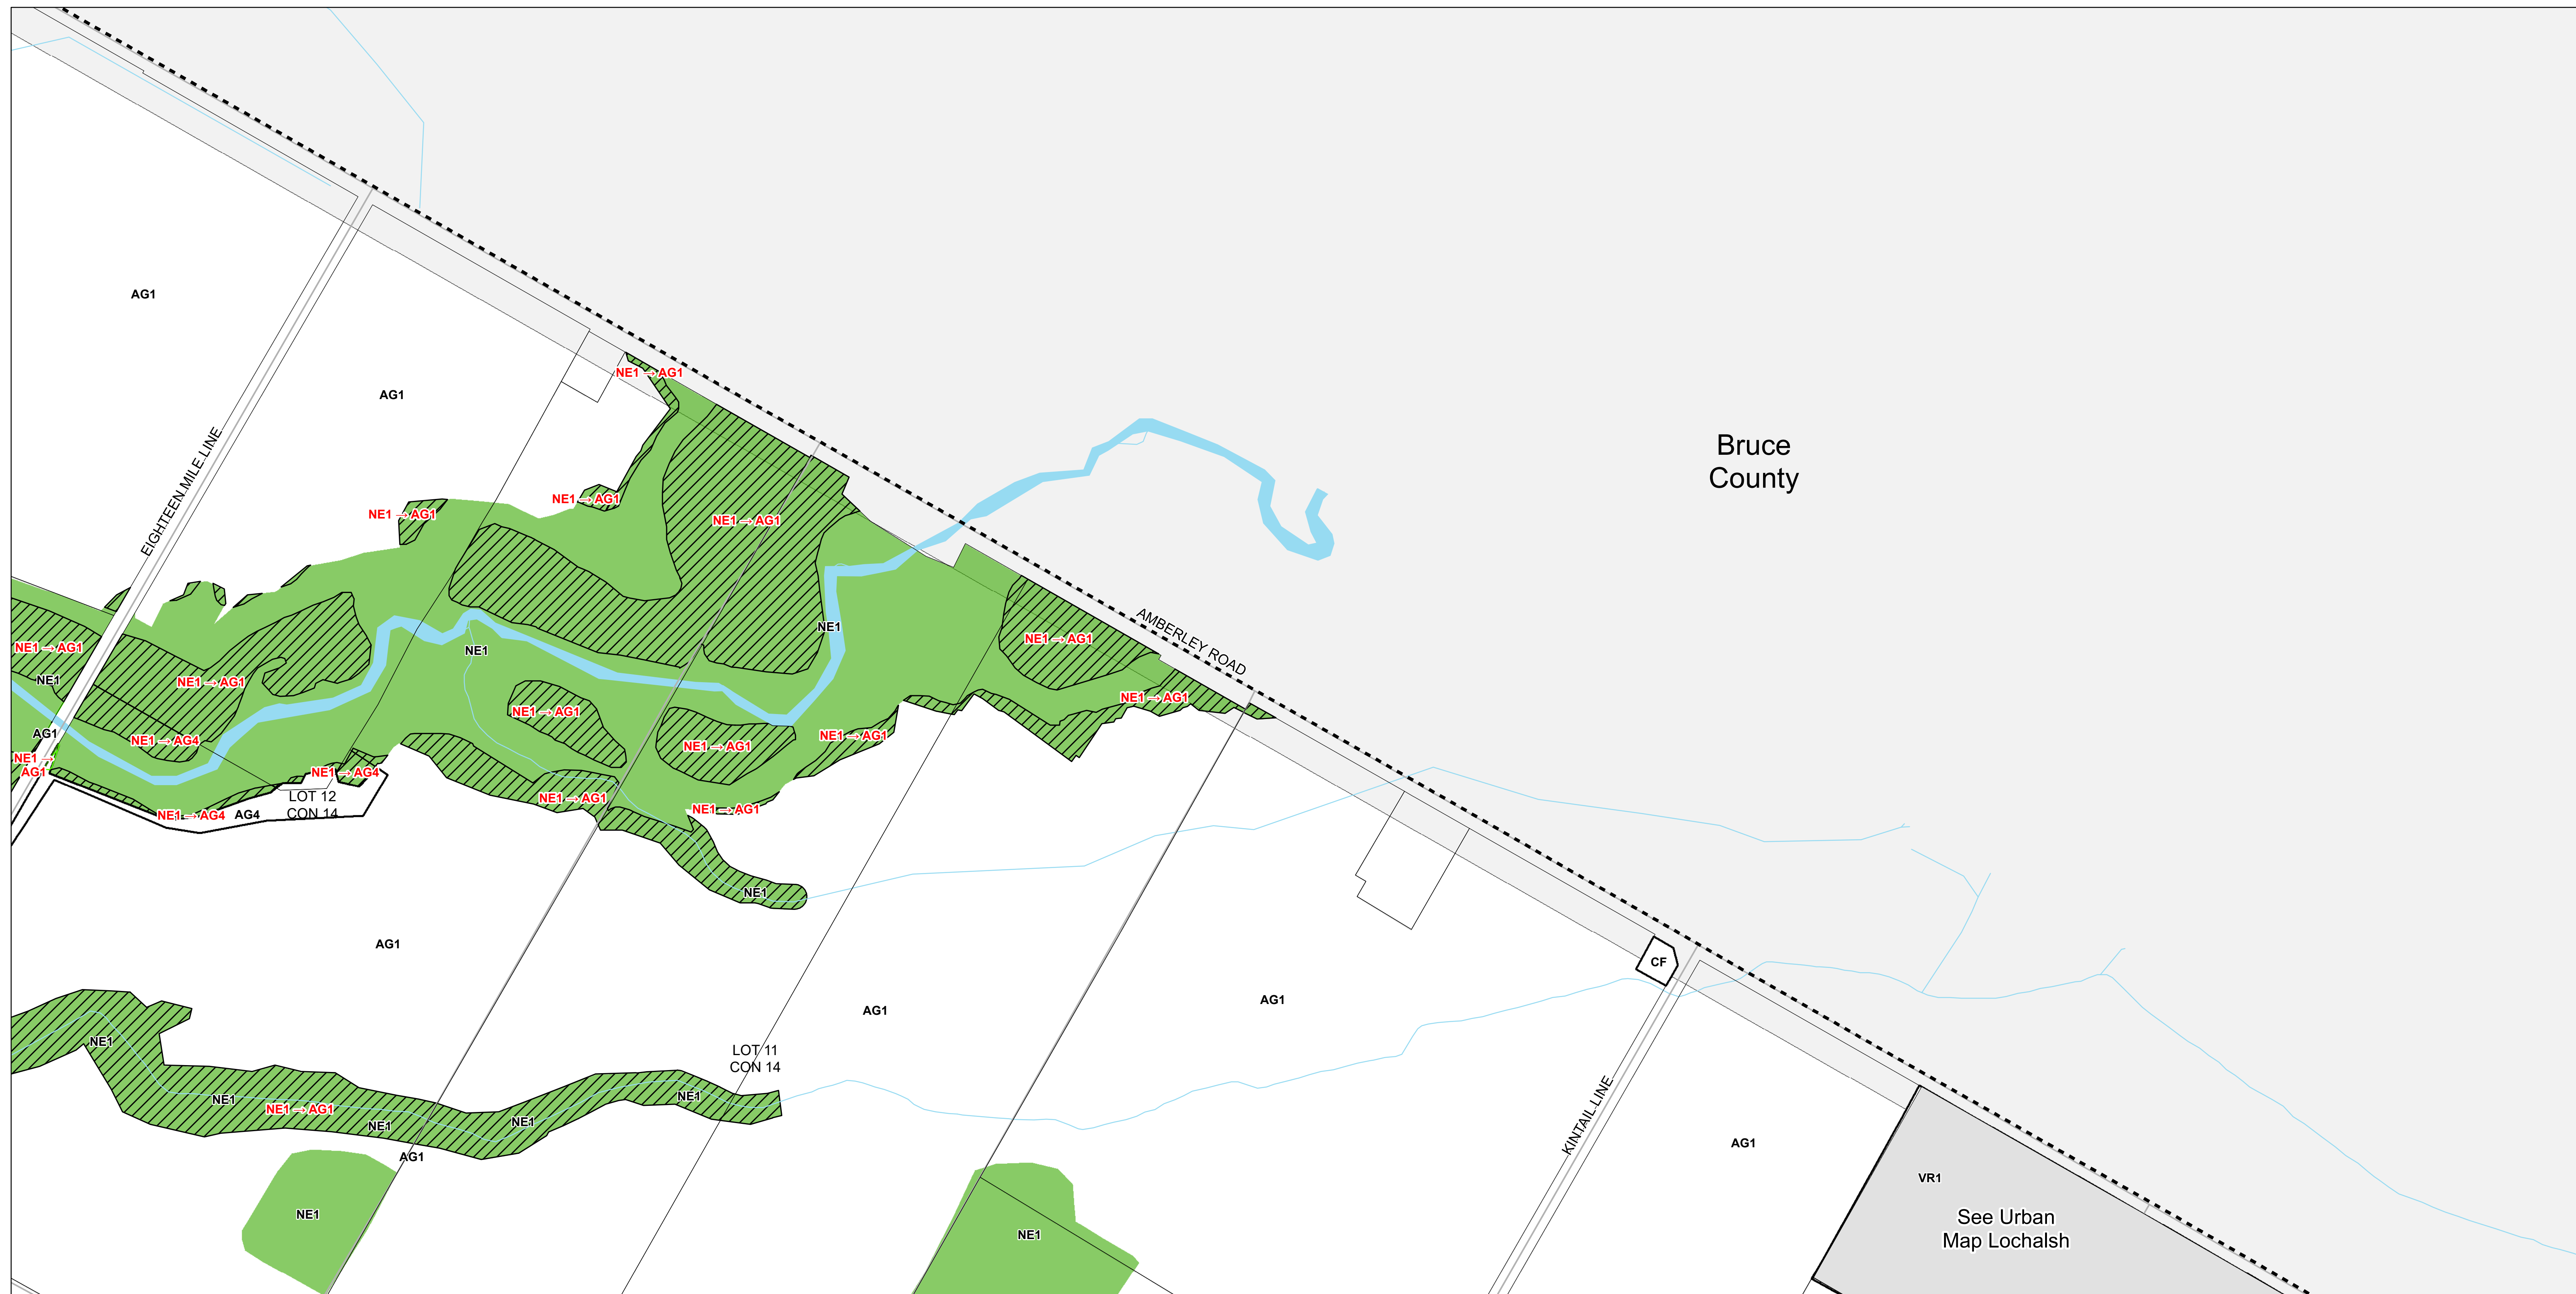 AG1
NE1 → AG1
AG1
Bruce
County
EIGHTEEN MILE LINE
NE1 → AG1
NE1 → AG1
NE1 → AG1
AMBERLEY ROAD
NE1
NE1 → AG1
NE1 → AG1
NE1
NE1
NE1 → AG1
NE1 → AG1
NE1 → AG1
AG1
NE1 → AG4
NE1 → AG1
NE1 → AG1
NE1 →
AG1
NE1 → AG4
LOT 12
CON 14
NE1 → AG1
NE1 → AG1
NE1 → AG4
AG4
NE1
AG1
CF
AG1
AG1
NE1
LOT 11
CON 14
KINTAIL LINE
NE1
NE1 → AG1
NE1
NE1
NE1
AG1
AG1
VR1
NE1
See Urban
Map Lochalsh
NE1